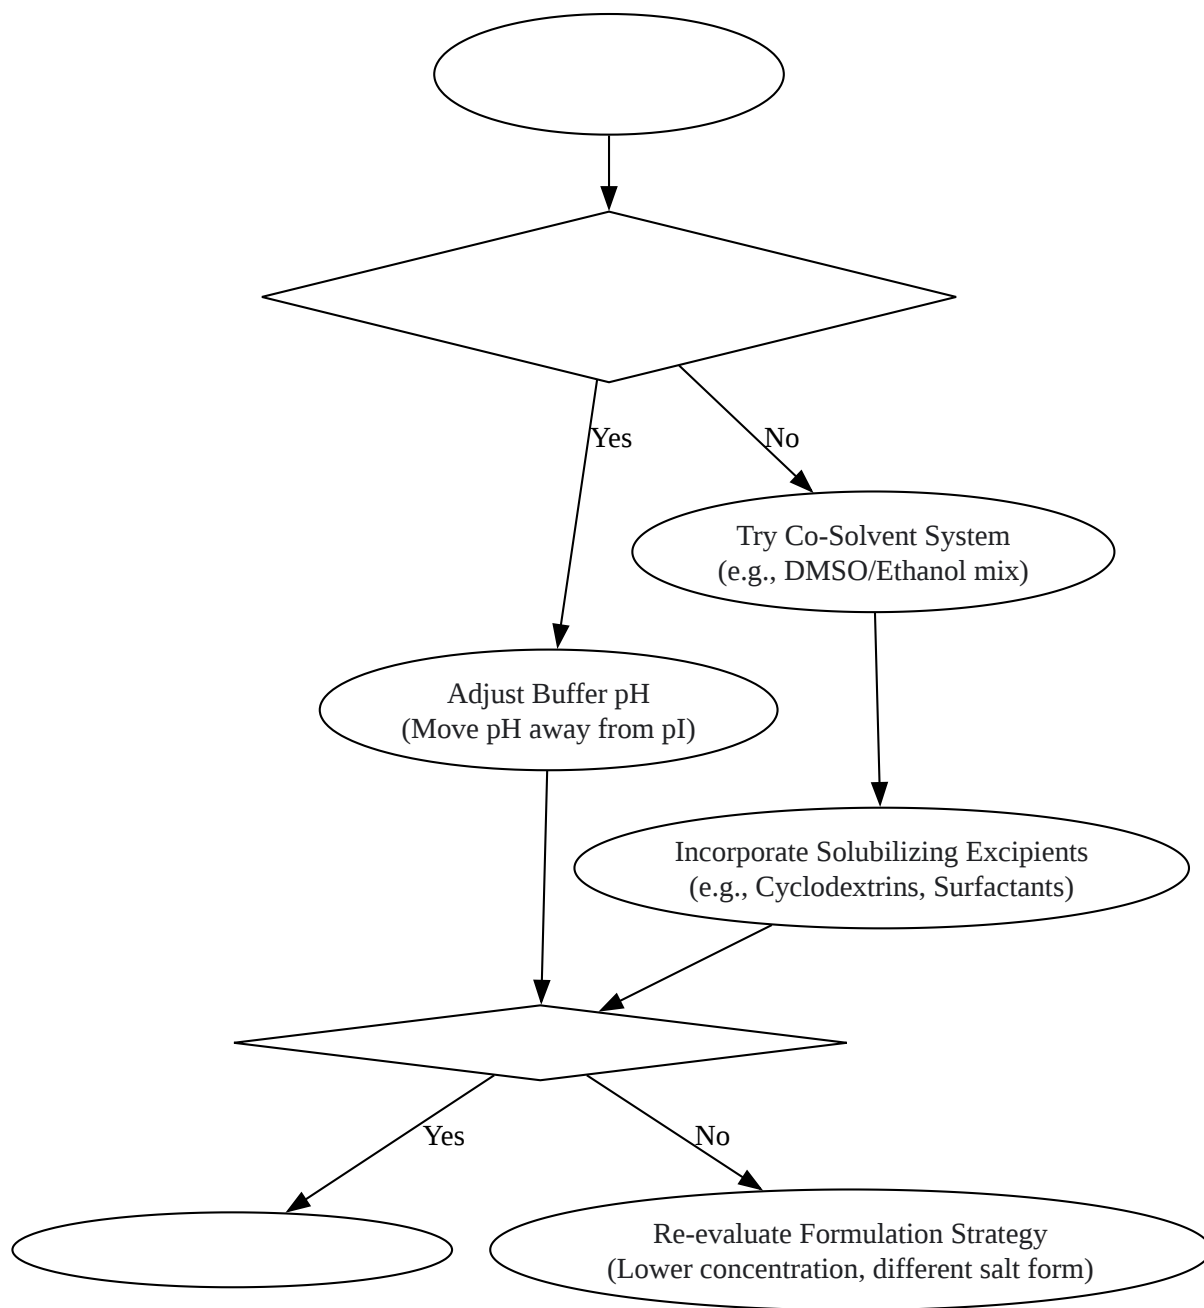 Yes
No
Try Co-Solvent System
(e.g., DMSO/Ethanol mix)
Adjust Buffer pH
(Move pH away from pI)
Incorporate Solubilizing Excipients
(e.g., Cyclodextrins, Surfactants)
Yes
No
Re-evaluate Formulation Strategy
(Lower concentration, different salt form)